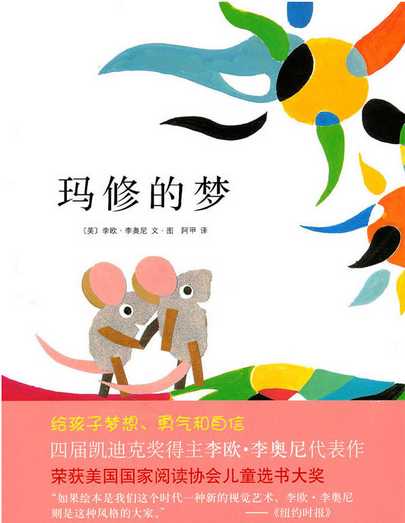 玛修的梦
〔美〕李欧·李奥尼 文·图 阿甲 译
给孩子梦想、勇气和自信
四届凯迪克奖得主李欧·李奥尼代表作
荣获美国国家阅读协会儿童选书大奖
“如果绘本是我们这个时代一种新的视觉艺术，李欧·李奥尼
则是这种风格的大家。” ——《纽约时报》